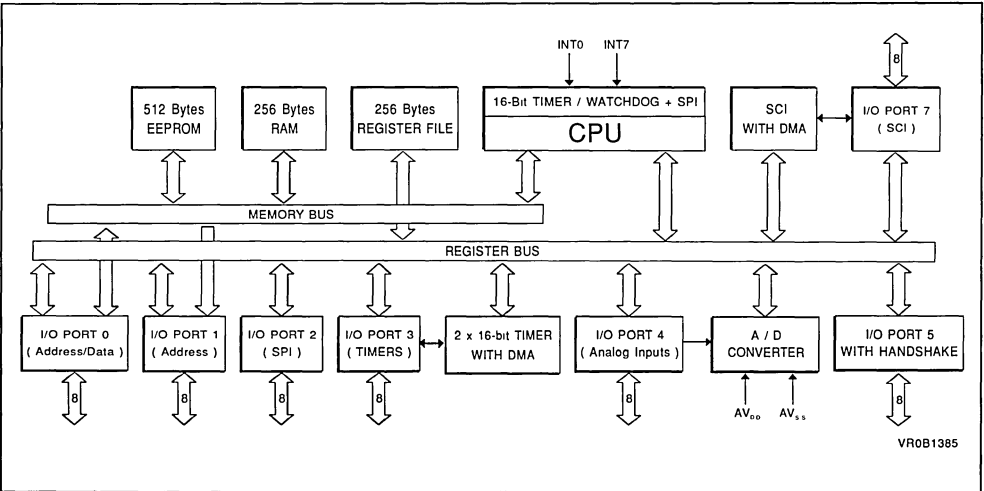 INT0 INT7
8
512 Bytes
EEPROM
256 Bytes
RAM
256 Bytes
REGISTER FILE
16-Bit TIMER / WATCHDOG + SPI
CPU
SCI
WITH DMA
I/O PORT 7
( SCI )
MEMORY BUS
REGISTER BUS
I/O PORT 0
( Address/Data )
I/O PORT 1
( Address )
I/O PORT 2
( SPI )
I/O PORT 3
( TIMERS )
2 x 16-bit TIMER
WITH DMA
I/O PORT 4
( Analog Inputs )
A / D
CONVERTER
I/O PORT 5
WITH HANDSHAKE
8
8
8
8
8
AVDD
AVSS
8
VR0B1385